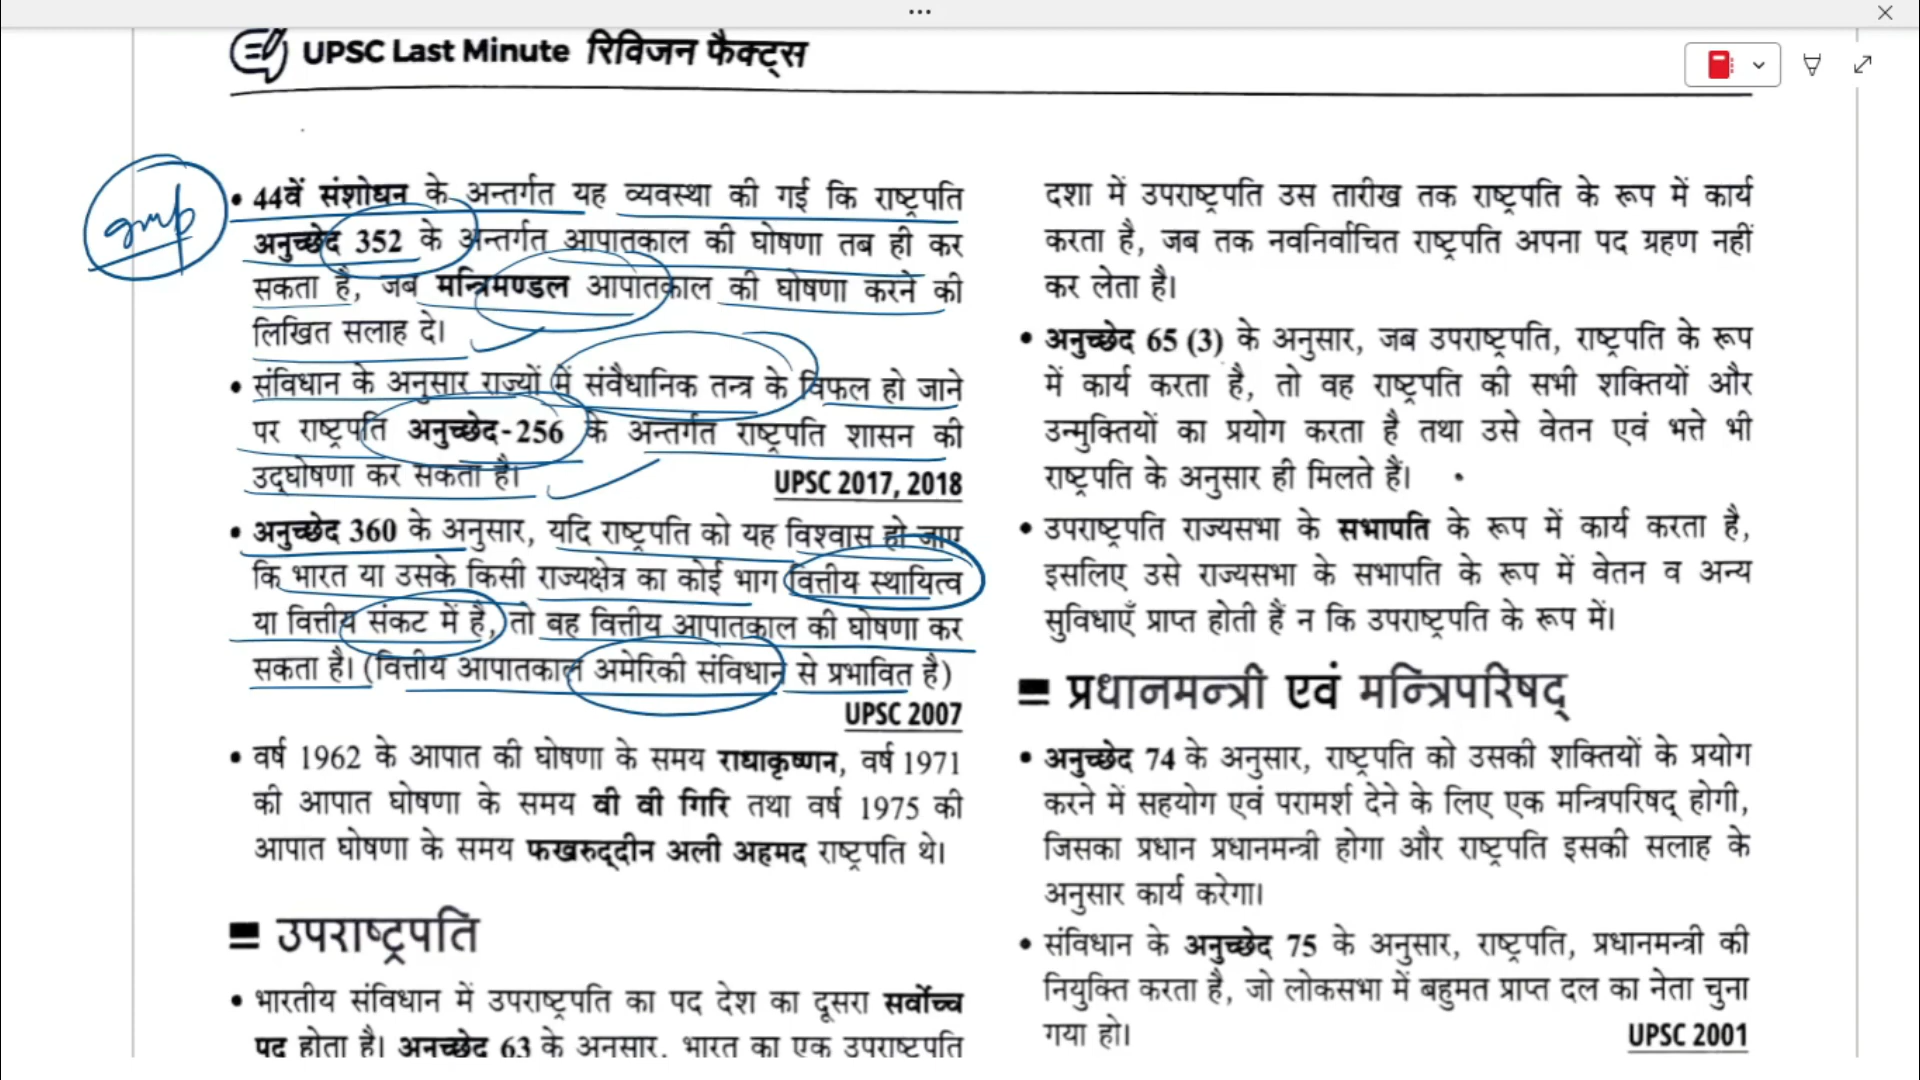 UPSC Last Minute रिविजन फैक्ट्स
imp
• 44वें संशोधन के अन्तर्गत यह व्यवस्था की गई कि राष्ट्रपति
अनुच्छेद 352 के अन्तर्गत आपातकाल की घोषणा तब ही कर
सकता है, जब मन्त्रिमण्डल आपातकाल की घोषणा करने की
लिखित सलाह दे।
• संविधान के अनुसार राज्यों में संवैधानिक तन्त्र के विफल हो जाने
पर राष्ट्रपति अनुच्छेद-256 के अन्तर्गत राष्ट्रपति शासन की
उद्घोषणा कर सकता है।
UPSC 2017, 2018
• अनुच्छेद 360 के अनुसार, यदि राष्ट्रपति को यह विश्वास हो जाए
कि भारत या उसके किसी राज्यक्षेत्र का कोई भाग वित्तीय स्थायित्व
या वित्तीय संकट में है, तो वह वित्तीय आपातकाल की घोषणा कर
सकता है। (वित्तीय आपातकाल अमेरिकी संविधान से प्रभावित है)
UPSC 2007
• वर्ष 1962 के आपात की घोषणा के समय राधाकृष्णन, वर्ष 1971
की आपात घोषणा के समय वी वी गिरि तथा वर्ष 1975 की
आपात घोषणा के समय फखरुद्दीन अली अहमद राष्ट्रपति थे।
उपराष्ट्रपति
• भारतीय संविधान में उपराष्ट्रपति का पद देश का दूसरा सर्वोच्च
पद होता है। अनुच्छेद 63 के अनुसार, भारत का एक उपराष्ट्रपति
दशा में उपराष्ट्रपति उस तारीख तक राष्ट्रपति के रूप में कार्य
करता है, जब तक नवनिर्वाचित राष्ट्रपति अपना पद ग्रहण नहीं
कर लेता है।
• अनुच्छेद 65 (3) के अनुसार, जब उपराष्ट्रपति, राष्ट्रपति के रूप
में कार्य करता है, तो वह राष्ट्रपति की सभी शक्तियों और
उन्मुक्तियों का प्रयोग करता है तथा उसे वेतन एवं भत्ते भी
राष्ट्रपति के अनुसार ही मिलते हैं।
• उपराष्ट्रपति राज्यसभा के सभापति के रूप में कार्य करता है,
इसलिए उसे राज्यसभा के सभापति के रूप में वेतन व अन्य
सुविधाएँ प्राप्त होती हैं न कि उपराष्ट्रपति के रूप में।
प्रधानमन्त्री एवं मन्त्रिपरिषद्
• अनुच्छेद 74 के अनुसार, राष्ट्रपति को उसकी शक्तियों के प्रयोग
करने में सहयोग एवं परामर्श देने के लिए एक मन्त्रिपरिषद् होगी,
जिसका प्रधान प्रधानमन्त्री होगा और राष्ट्रपति इसकी सलाह के
अनुसार कार्य करेगा।
• संविधान के अनुच्छेद 75 के अनुसार, राष्ट्रपति, प्रधानमन्त्री की
नियुक्ति करता है, जो लोकसभा में बहुमत प्राप्त दल का नेता चुना
गया हो।
UPSC 2001